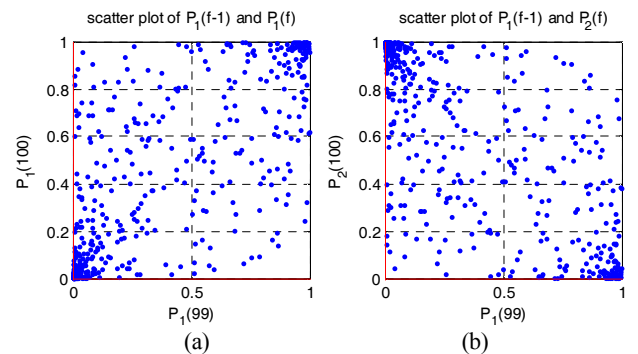 scatter plot of P1(f-1) and P1(f)
1
0.8
0.6
0.4
0.2
0
P1(100)
0
0.5
1
P1(99)
(a)
scatter plot of P1(f-1) and P2(f)
1
0.8
0.6
0.4
0.2
0
P2(100)
0
0.5
1
P1(99)
(b)